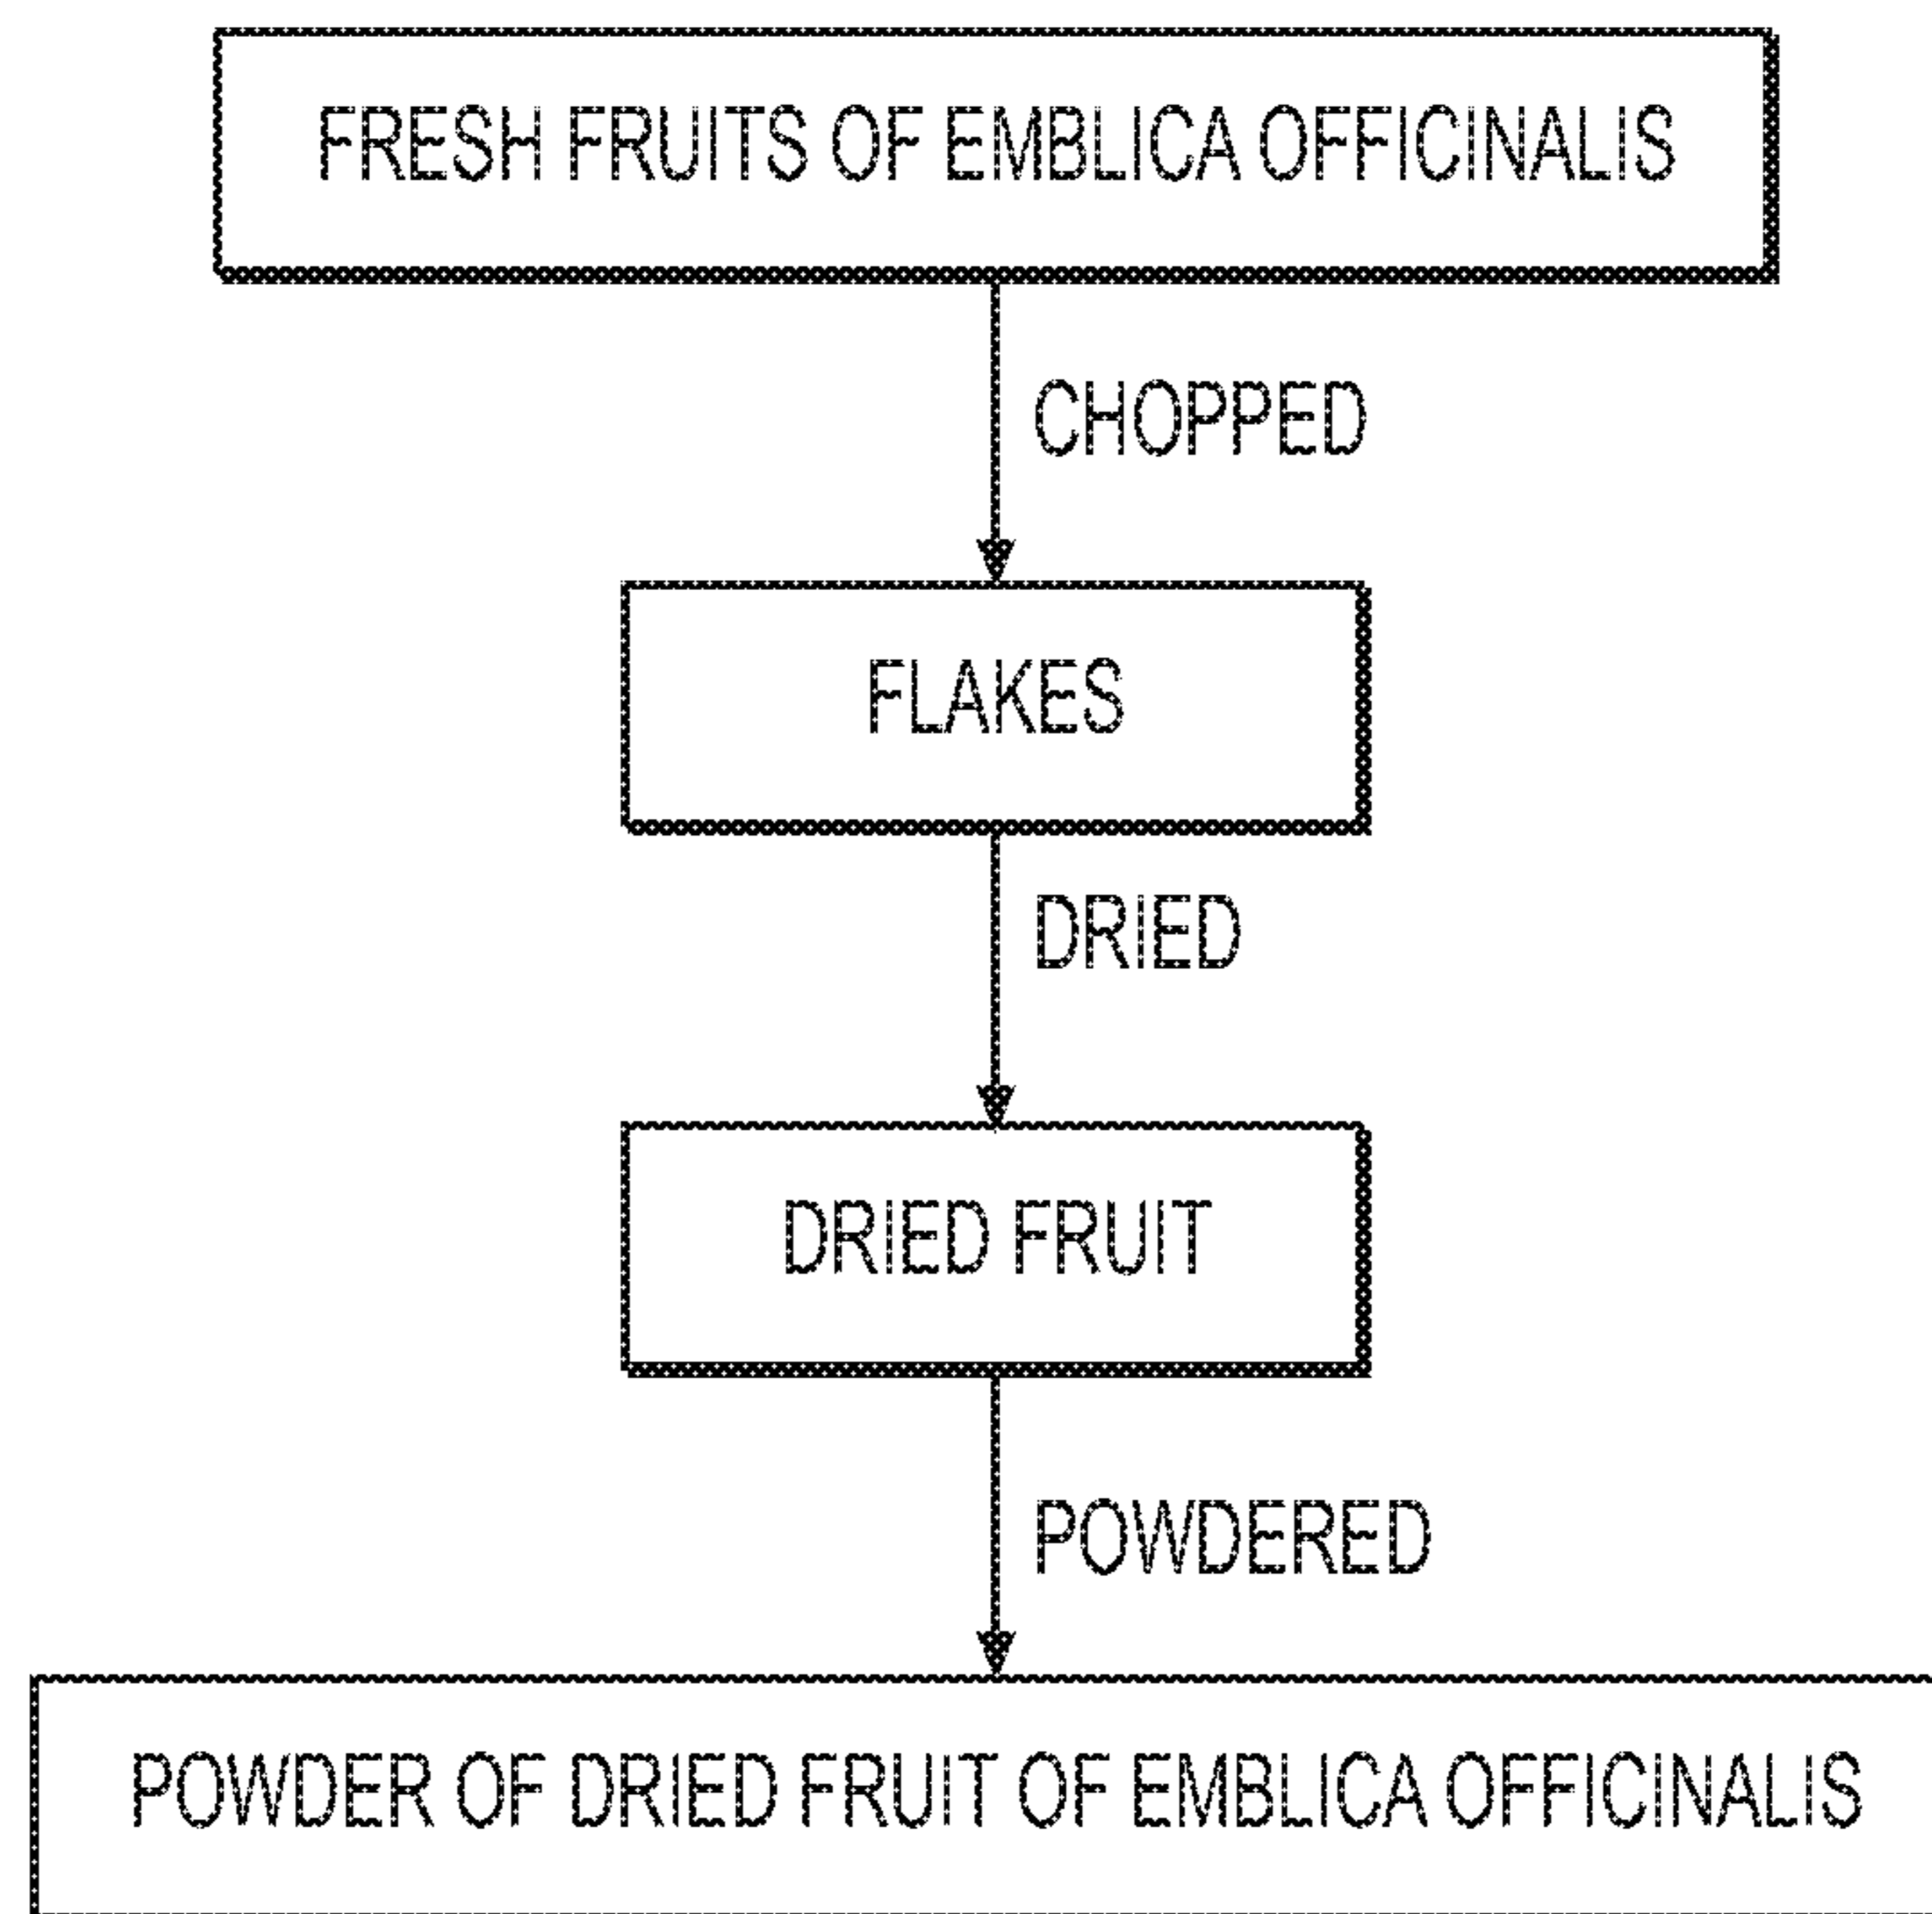 FRESH FRUITS OF EMBLICA OFFICINALIS
CHOPPED
FLAKES
DRIED
DRIED FRUIT
POWDERED
POWDER OF DRIED FRUIT OF EMBLICA OFFICINALIS